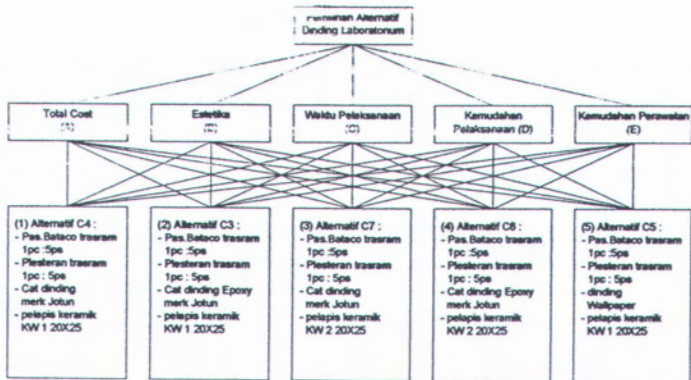 Pemilihan Alternatif
Dinding Laboratorium
Total Cost
(A)
Estetika
(B)
Waktu Pelaksanaan
(C)
Kemudahan
Pelaksanaan (D)
Kemudahan Perawatan
(E)
(1) Alternatif C4 :
- Pas.Bataco trasram
1pc :5ps
- Plesteran trasram
1pc : 5ps
- Cat dinding
merk Jotun
- pelapis keramik
KW 1 20X25
(2) Alternatif C3 :
- Pas.Bataco trasram
1pc :5ps
- Plesteran trasram
1pc : 5ps
- Cat dinding Epoxy
merk Jotun
- pelapis keramik
KW 1 20X25
(3) Alternatif C7 :
- Pas.Bataco trasram
1pc :5ps
- Plesteran trasram
1pc : 5ps
- Cat dinding
merk Jotun
- pelapis keramik
KW 2 20X25
(4) Alternatif C6 :
- Pas.Bataco trasram
1pc :5ps
- Plesteran trasram
1pc : 5ps
- Cat dinding Epoxy
merk Jotun
- pelapis keramik
KW 2 20X25
(5) Alternatif C5 :
- Pas.Bataco trasram
1pc :5ps
- Plesteran trasram
1pc : 5ps
- dinding
Wallpaper
- pelapis keramik
KW 1 20X25